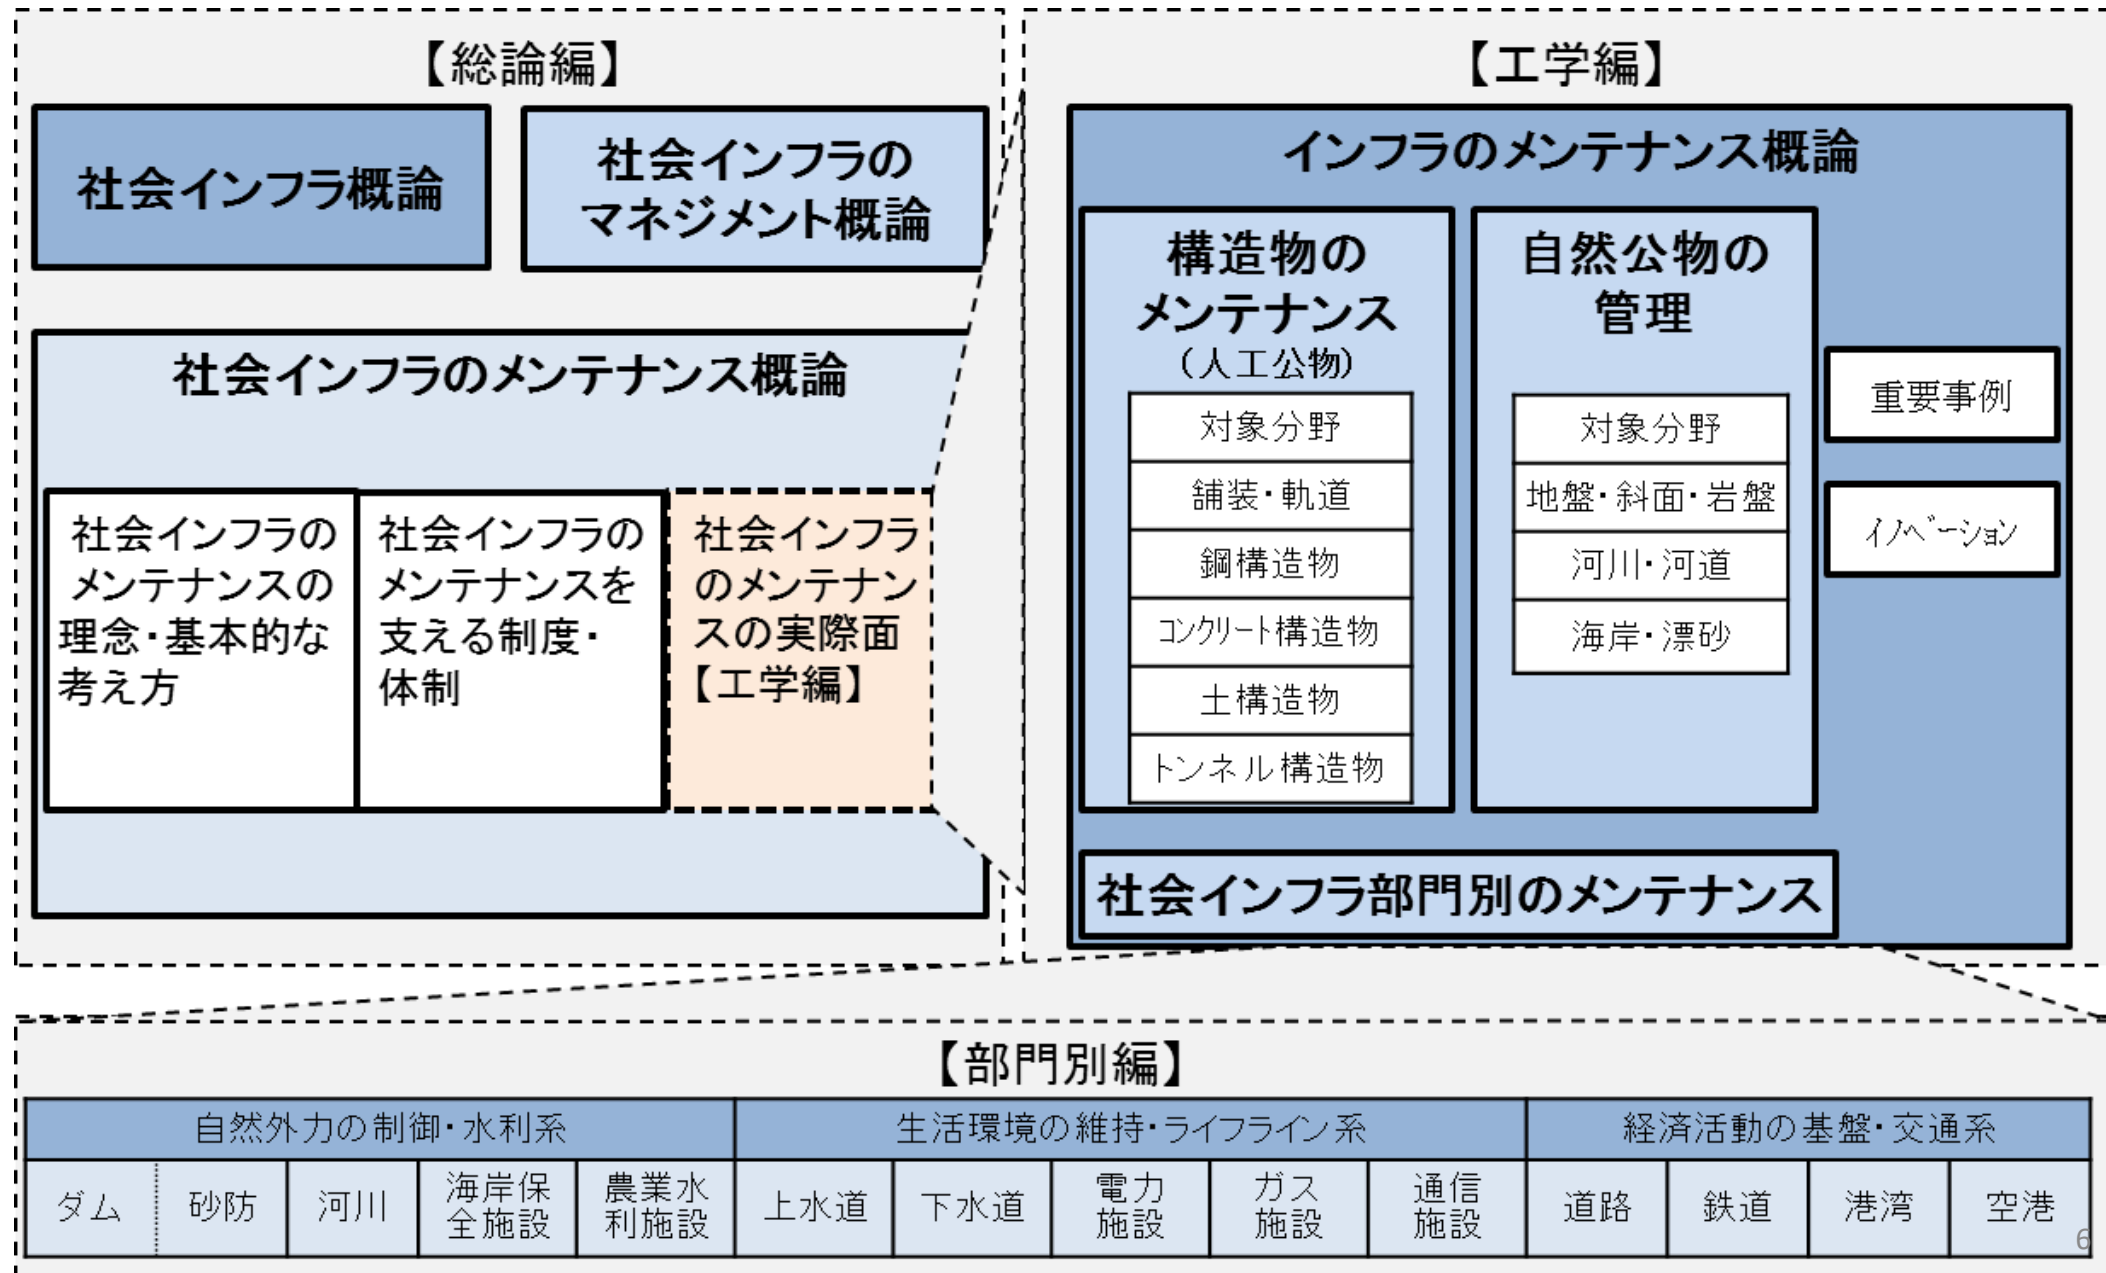 【総論編】
社会インフラ概論
社会インフラの
マネジメント概論
社会インフラのメンテナンス概論
社会インフラの
メンテナンスの
理念・基本的な
考え方
社会インフラの
メンテナンスを
支える制度・
体制
社会インフラ
のメンテナン
スの実際面
【工学編】
【工学編】
インフラのメンテナンス概論
構造物の
メンテナンス
(人工公物)
対象分野
舗装・軌道
鋼構造物
コンクリート構造物
土構造物
トンネル構造物
自然公物の
管理
対象分野
地盤・斜面・岩盤
河川・河道
海岸・漂砂
重要事例
イノベーション
社会インフラ部門別のメンテナンス
【部門別編】
自然外力の制御・水利系
生活環境の維持・ライフライン系
経済活動の基盤・交通系
ダム
砂防
河川
海岸保
全施設
農業水
利施設
上水道
下水道
電力
施設
ガス
施設
通信
施設
道路
鉄道
港湾
空港
6